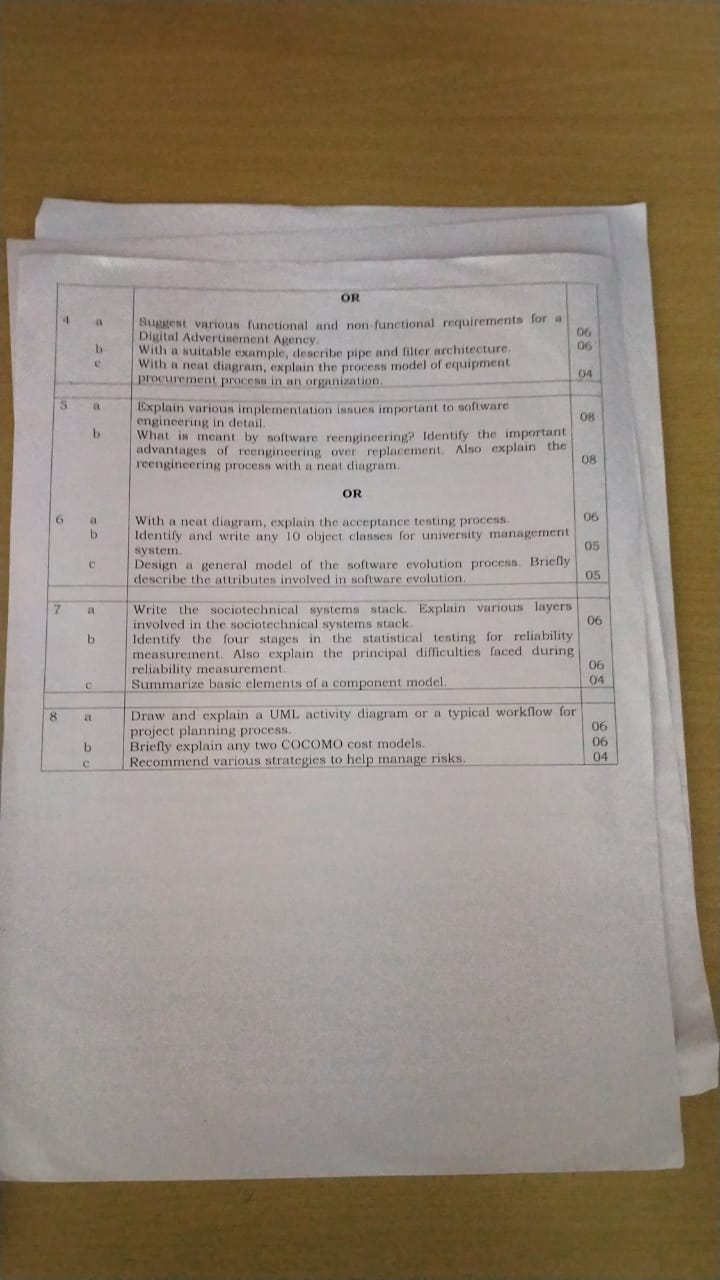 OR
4 a Suggest various functional and non-functional requirements for a
Digital Advertisement Agency. 06
b With a suitable example, describe pipe and filter architecture. 06
c With a neat diagram, explain the process model of equipment
procurement process in an organization. 04
5 a Explain various implementation issues important to software
engineering in detail. 08
b What is meant by software reengineering? Identify the important
advantages of reengineering over replacement. Also explain the
reengineering process with a neat diagram. 08
OR
6 a With a neat diagram, explain the acceptance testing process. 06
b Identify and write any 10 object classes for university management
system. 05
c Design a general model of the software evolution process. Briefly
describe the attributes involved in software evolution. 05
7 a Write the sociotechnical systems stack. Explain various layers
involved in the sociotechnical systems stack. 06
b Identify the four stages in the statistical testing for reliability
measurement. Also explain the principal difficulties faced during
reliability measurement. 06
c Summarize basic elements of a component model. 04
8 a Draw and explain a UML activity diagram or a typical workflow for
project planning process. 06
b Briefly explain any two COCOMO cost models. 06
c Recommend various strategies to help manage risks. 04